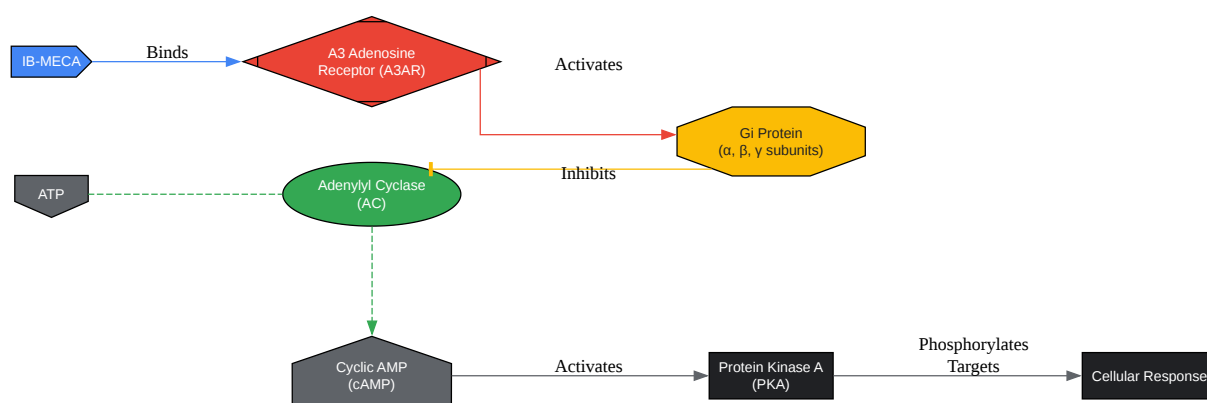 IB-MECA
Binds
A3 Adenosine
Receptor (A3AR)
Activates
Gi Protein
(α, β, γ subunits)
Inhibits
ATP
Adenylyl Cyclase
(AC)
Cyclic AMP
(cAMP)
Activates
Protein Kinase A
(PKA)
Phosphorylates
Targets
Cellular Response